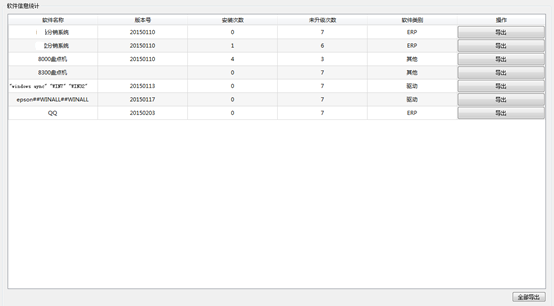 软件信息统计
软件名称 版本号 安装次数 未升级次数 软件类别 操作
分销系统 20150110 0 7 ERP 导出
分销系统 20150110 1 6 ERP 导出
8000盘点机 20150110 4 3 其他 导出
8300盘点机 0 7 其他 导出
"windows sync" "WIN7" "WIN32" 20150113 0 7 驱动 导出
epson##WINALL##WINALL 20150117 0 7 驱动 导出
QQ 20150203 0 7 ERP 导出
全部导出